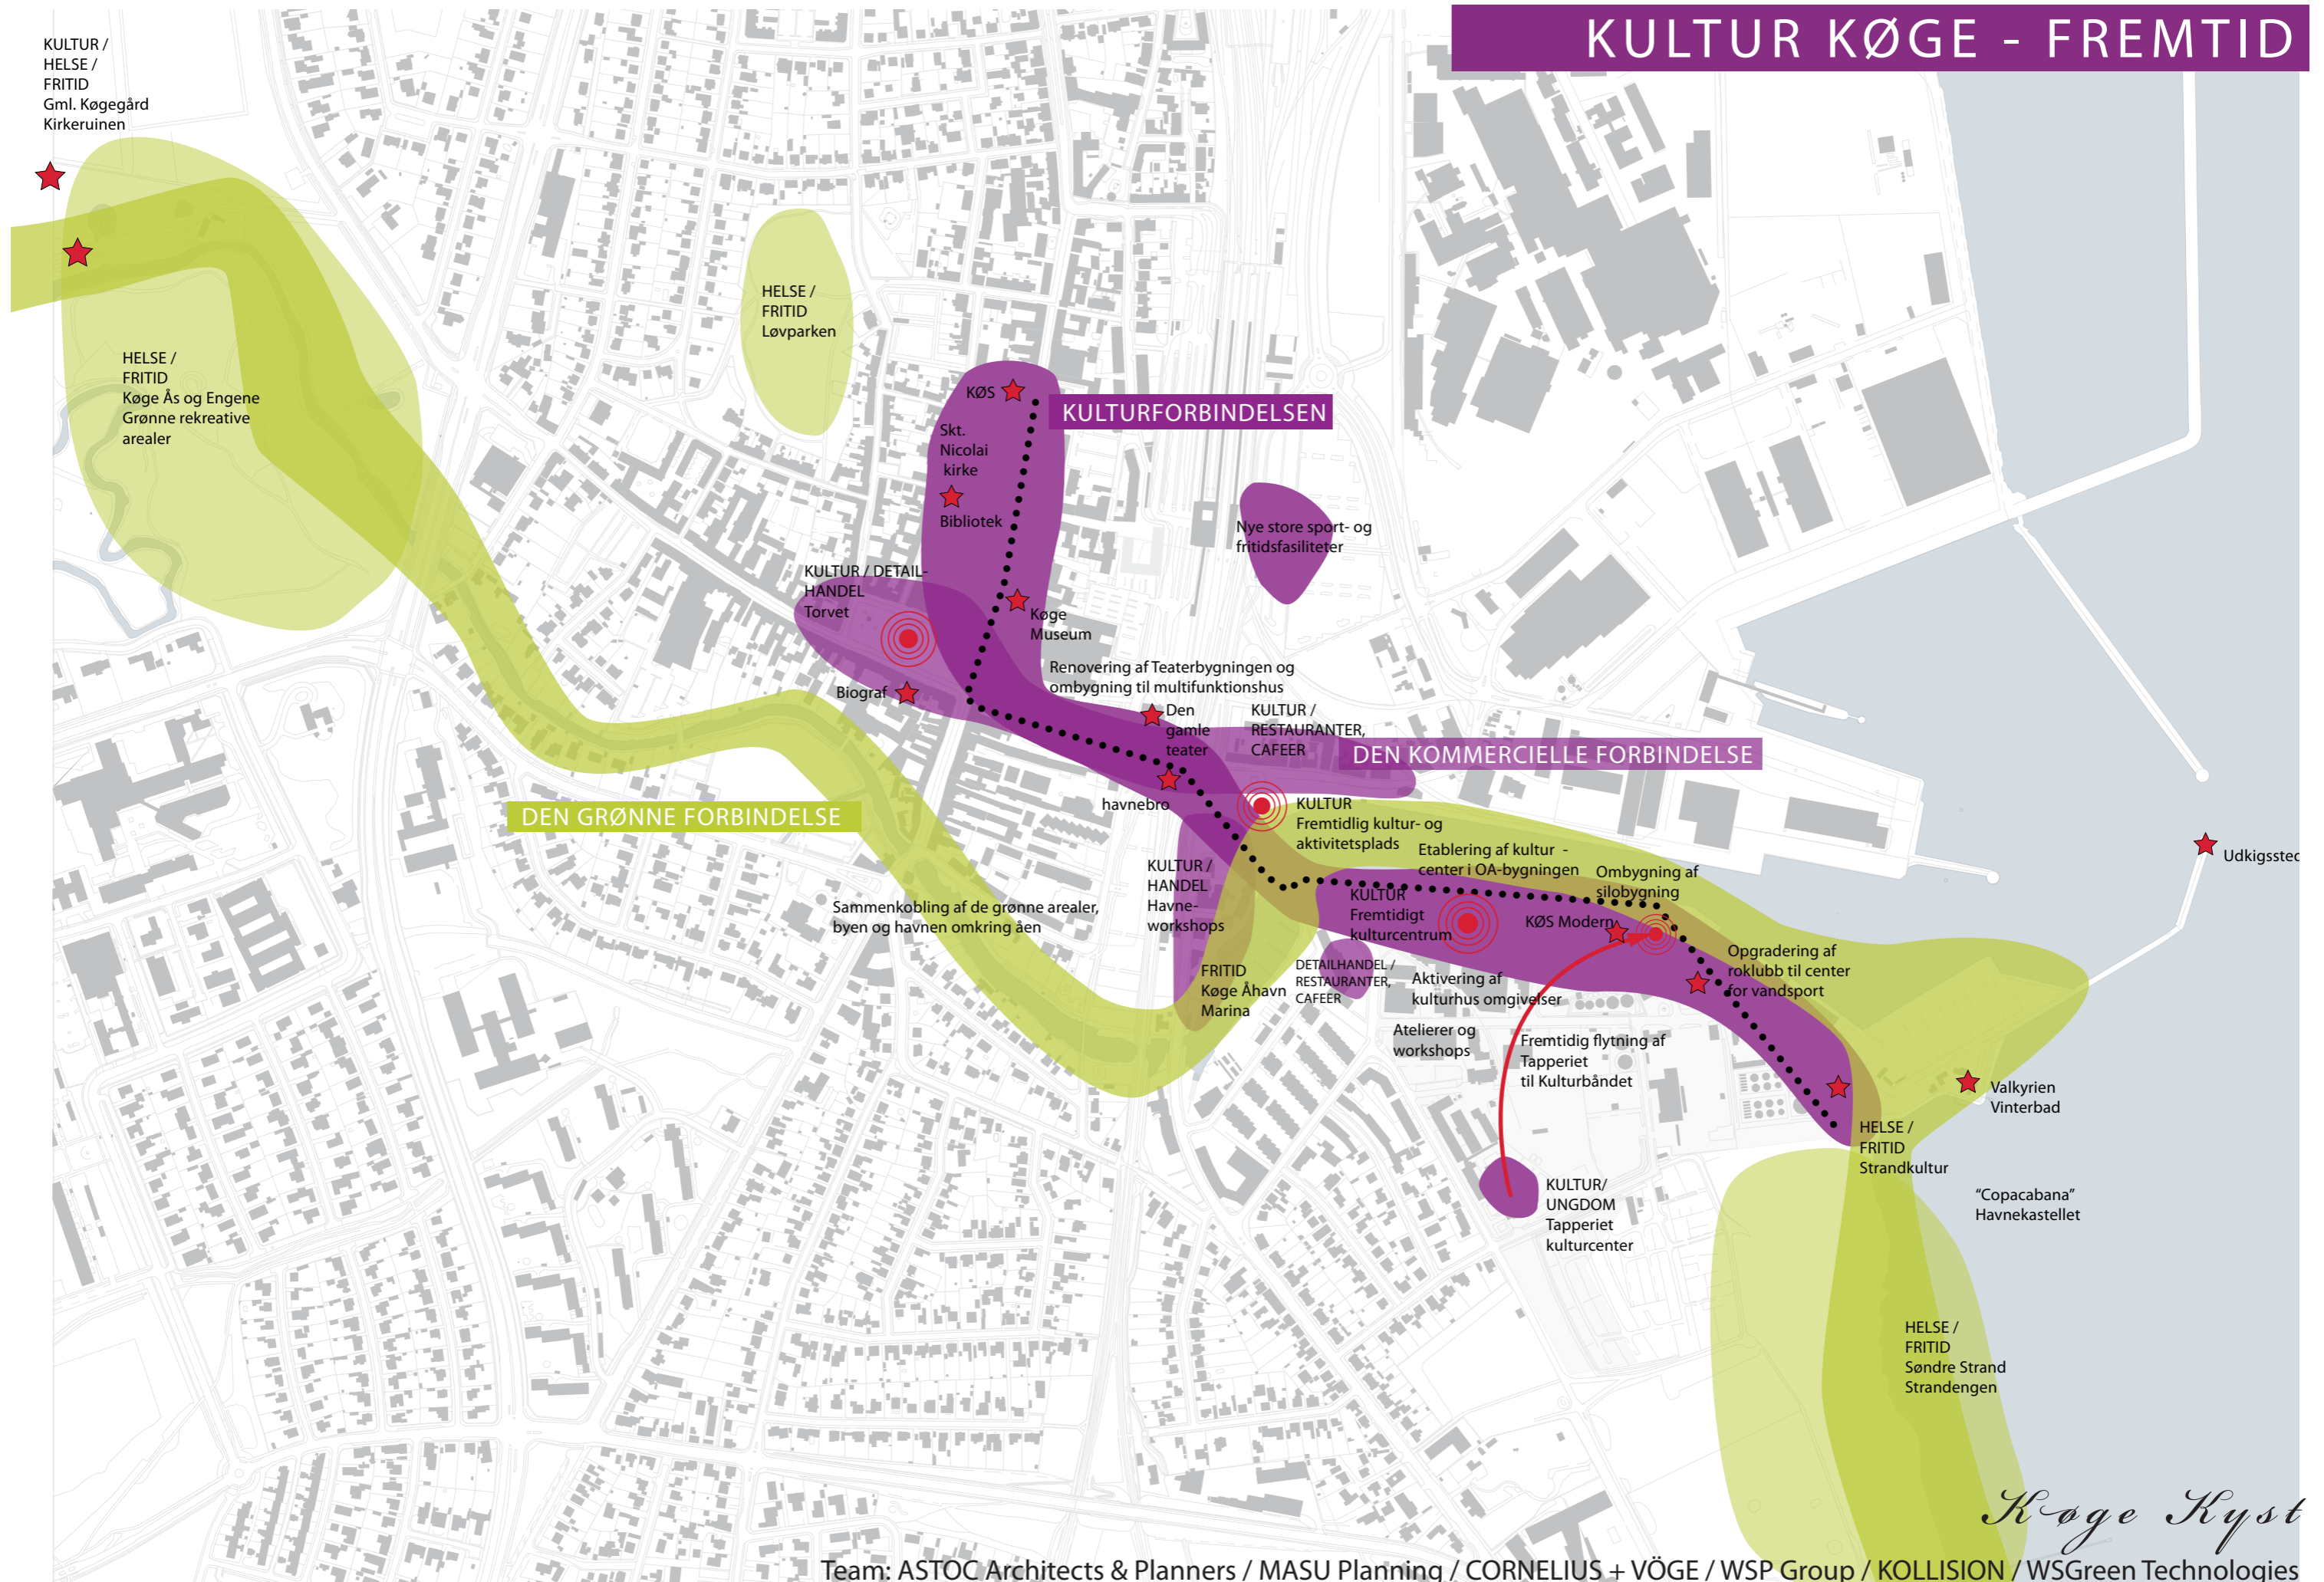 KULTUR KØGE - FREMTID
KULTUR /
HELSE /
FRITID
Gml. Køgegård
Kirkeruinen
HELSE /
FRITID
Løvparken
HELSE /
FRITID
Køge Ås og Engene
Grønne rekreative
arealer
KØS
KULTURFORBINDELSEN
Skt.
Nicolai
kirke
Bibliotek
Nye store sport- og
fritidsfasiliteter
KULTUR / DETAIL-
HANDEL
Torvet
Køge
Museum
Biograf
Renovering af Teaterbygningen og
ombygning til multifunktionshus
Den
gamle
teater
KULTUR /
RESTAURANTER,
CAFEER
DEN KOMMERCIELLE FORBINDELSE
havnebro
DEN GRØNNE FORBINDELSE
KULTUR
Fremtidlig kultur- og
aktivitetsplads
Etablering af kultur -
center i OA-bygningen
Ombygning af
silobygning
Udkigssted
KULTUR /
HANDEL
Havne-
workshops
KULTUR
Fremtidigt
kulturcentrum
KØS Modern
Sammenkobling af de grønne arealer,
byen og havnen omkring åen
FRITID
Køge Åhavn
Marina
DETAILHANDEL /
RESTAURANTER,
CAFEER
Aktivering af
kulturhus omgivelser
Opgradering af
roklubb til center
for vandsport
Atelierer og
workshops
Fremtidig flytning af
Tapperiet
til Kulturbåndet
Valkyrien
Vinterbad
HELSE /
FRITID
Strandkultur
"Copacabana"
Havnekastellet
KULTUR/
UNGDOM
Tapperiet
kulturcenter
HELSE /
FRITID
Søndre Strand
Strandengen
Køge Kyst
Team: ASTOC Architects & Planners / MASU Planning / CORNELIUS + VÖGE / WSP Group / KOLLISION / WSGreen Technologies